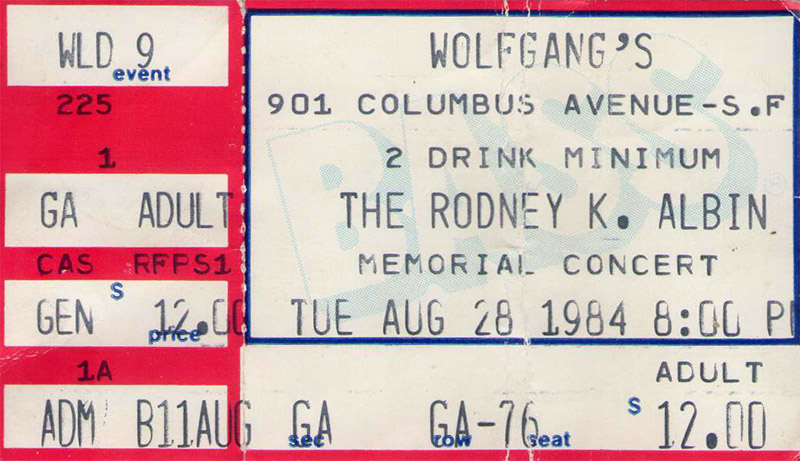 WLD 9
event
225
1
GA ADULT
CAS RFPS1
$
GEN 12.00
price
1A
ADM B11AUG
WOLFGANG'S
901 COLUMBUS AVENUE-S.F
2 DRINK MINIMUM
THE RODNEY K. ALBIN
MEMORIAL CONCERT
TUE AUG 28 1984 8:00 P
BASS ®
ADULT
GA GA-76 $ 12.00
sec row seat